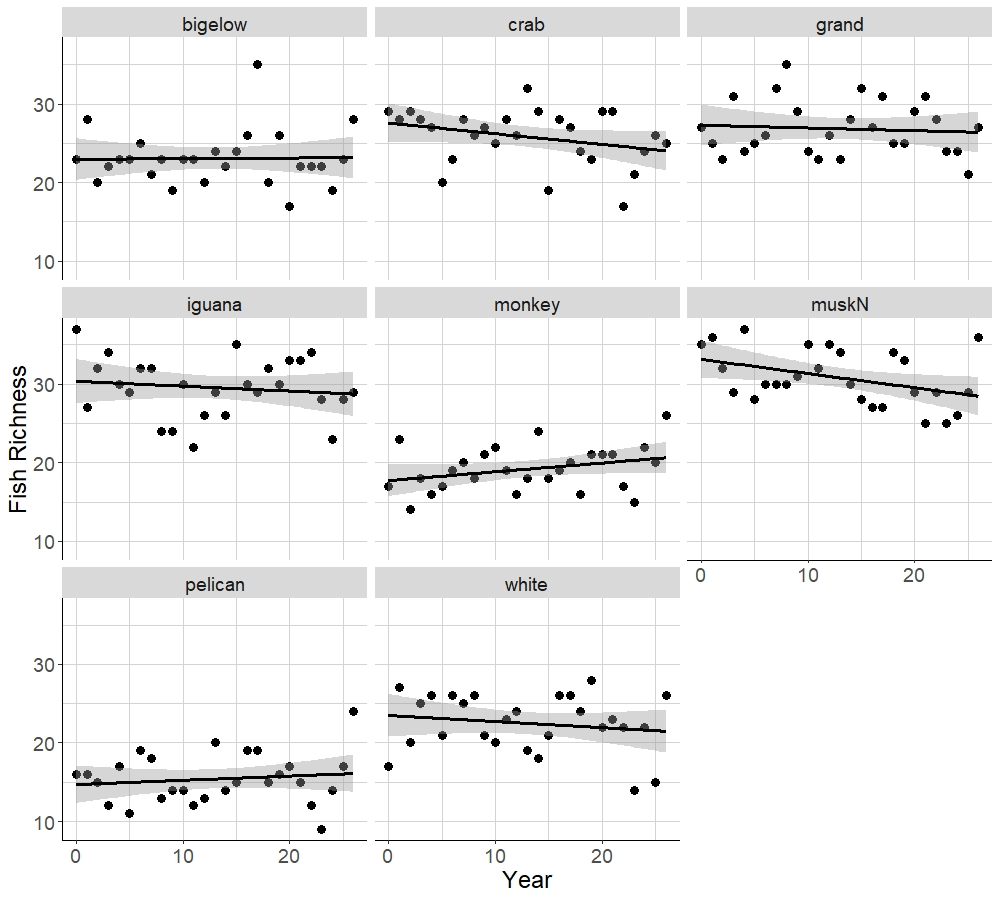 bigelow crab grand
30
20
10
iguana monkey muskN
30
20
10
0 10 20
pelican white
30
20
10
0 10 20 0 10 20
Year
Fish Richness